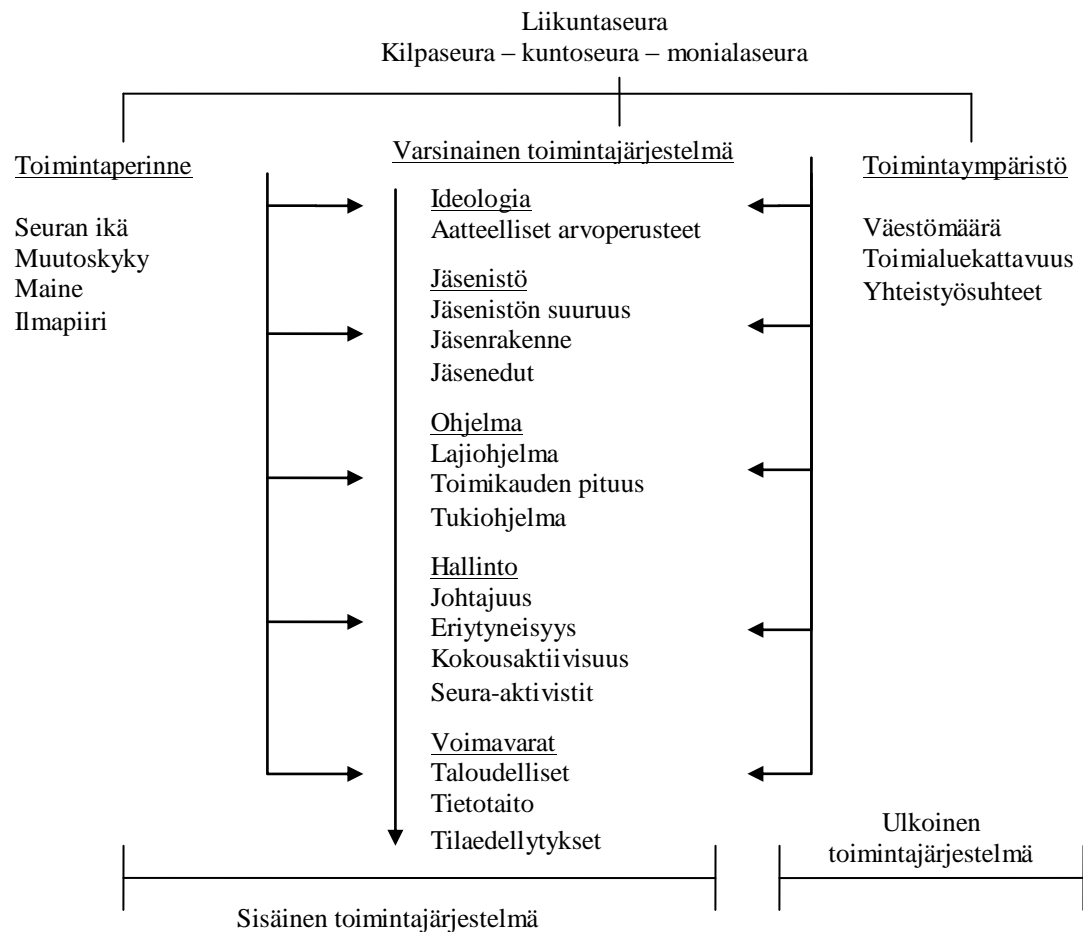 Liikuntaseura
Kilpaseura – kuntoseura – monialaseura
Toimintaperinne
Seuran ikä
Muutoskyky
Maine
Ilmapiiri
Varsinainen toimintajärjestelmä
Ideologia
Aatteelliset arvoperusteet
Jäsenistö
Jäsenistön suuruus
Jäsenrakenne
Jäsenedut
Ohjelma
Lajiohjelma
Toimikauden pituus
Tukiohjelma
Hallinto
Johtajuus
Eriytyneisyys
Kokousaktiivisuus
Seura-aktivistit
Voimavarat
Taloudelliset
Tietotaito
Tilaedellytykset
Toimintaympäristö
Väestömäärä
Toimialuekattavuus
Yhteistyösuhteet
Sisäinen toimintajärjestelmä
Ulkoinen
toimintajärjestelmä